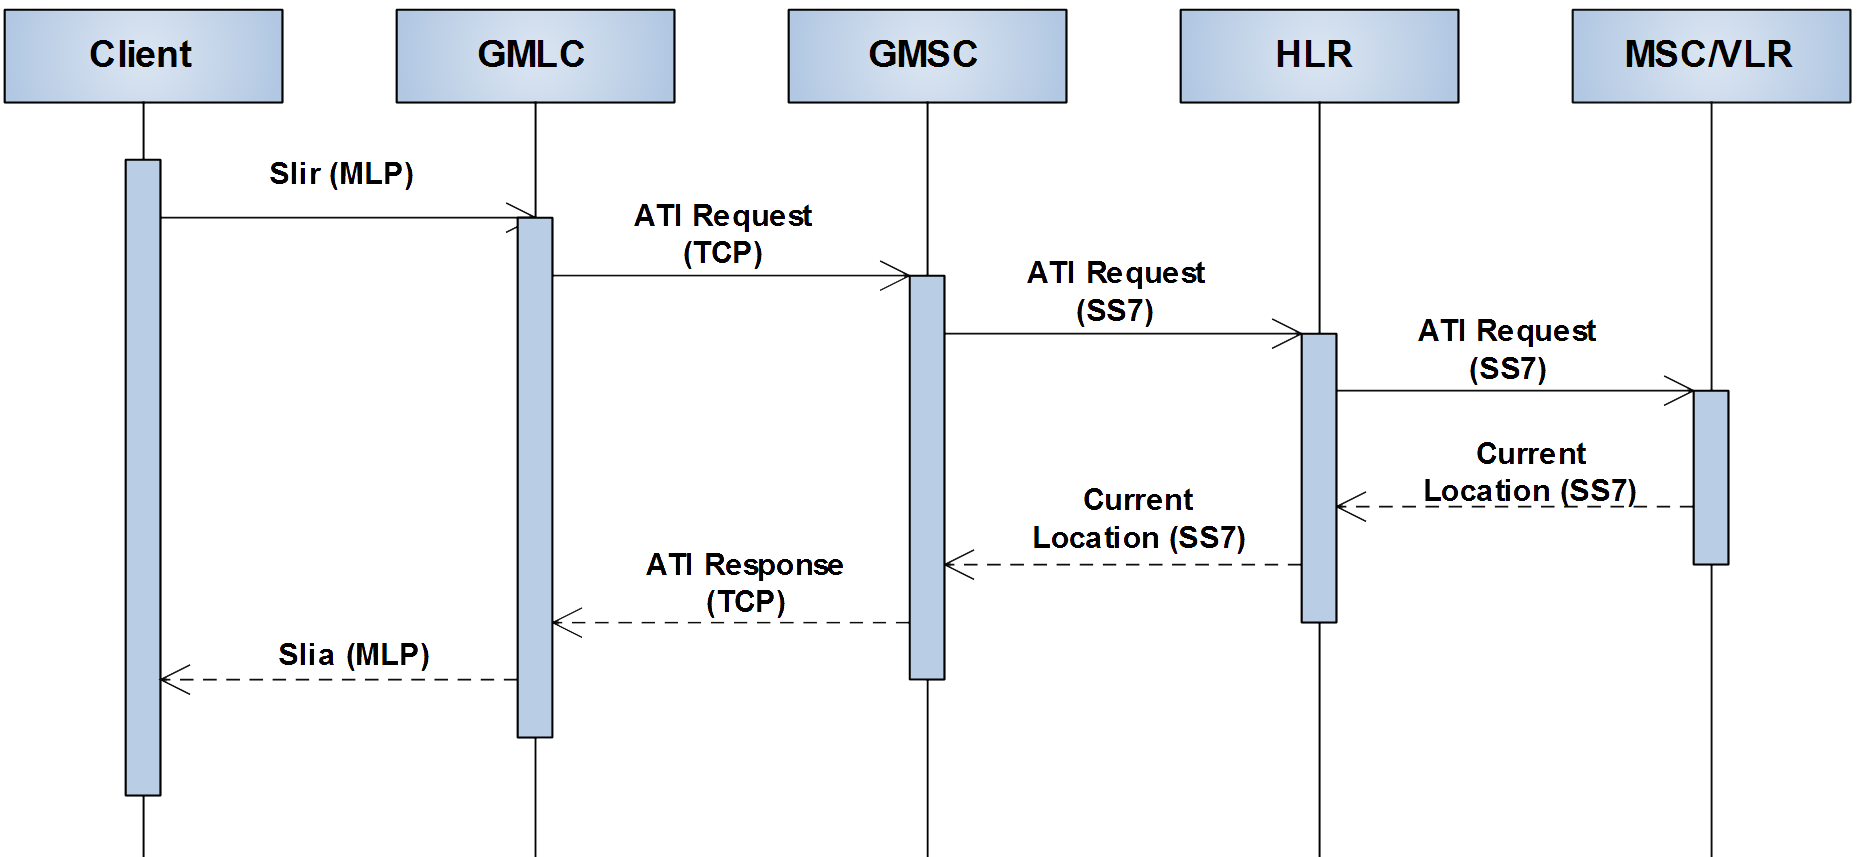 Client
GMLC
GMSC
HLR
MSC/VLR
Slir (MLP)
ATI Request
(TCP)
ATI Request
(SS7)
ATI Request
(SS7)
Current
Location (SS7)
Current
Location (SS7)
ATI Response
(TCP)
Slia (MLP)